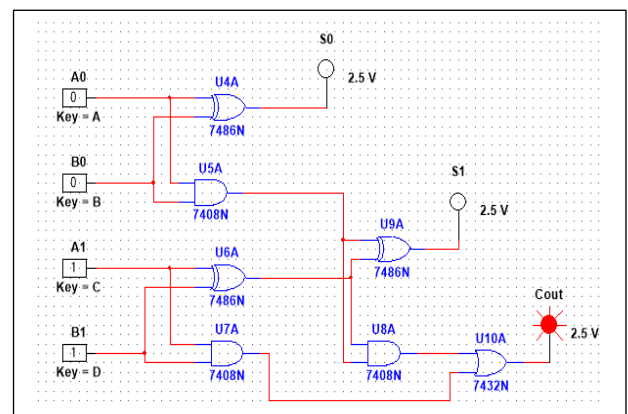 S0
2.5 V
A0
0
Key = A
U4A
7486N
B0
0
Key = B
U5A
7408N
S1
2.5 V
U9A
7486N
A1
1
Key = C
U6A
7486N
Cout
2.5 V
B1
1
Key = D
U7A
7408N
U8A
7408N
U10A
7432N